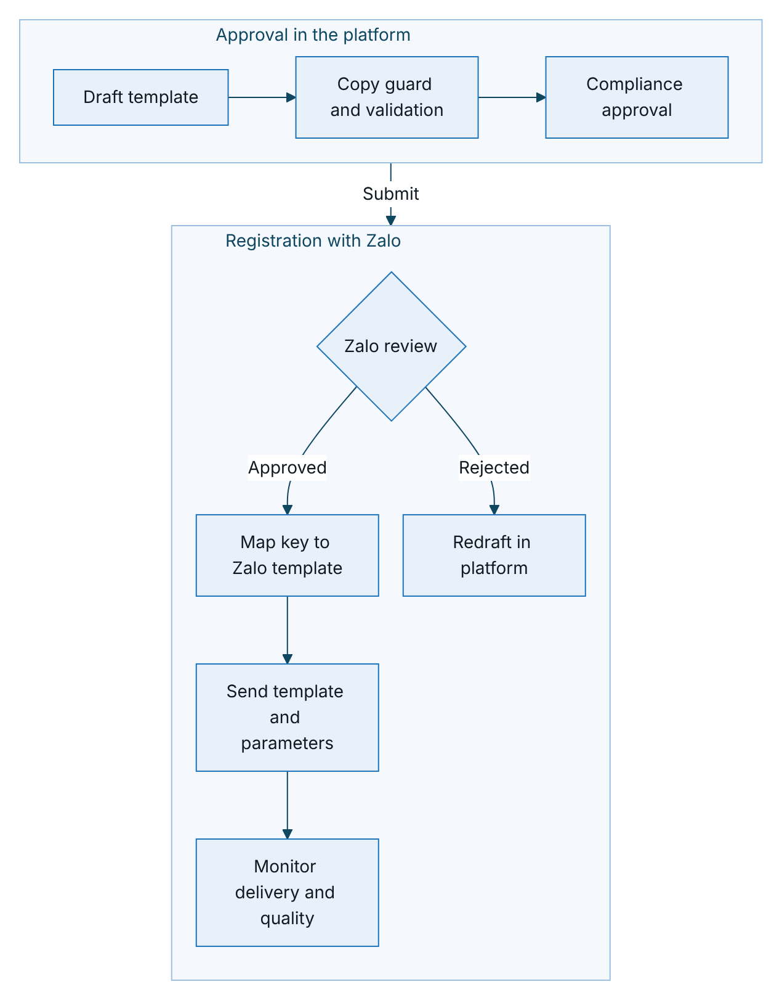 Approval in the platform
Draft template
Copy guard
and validation
Compliance
approval
Submit
Registration with Zalo
Zalo review
Approved
Rejected
Map key to
Zalo template
Redraft in
platform
Send template
and
parameters
Monitor
delivery and
quality